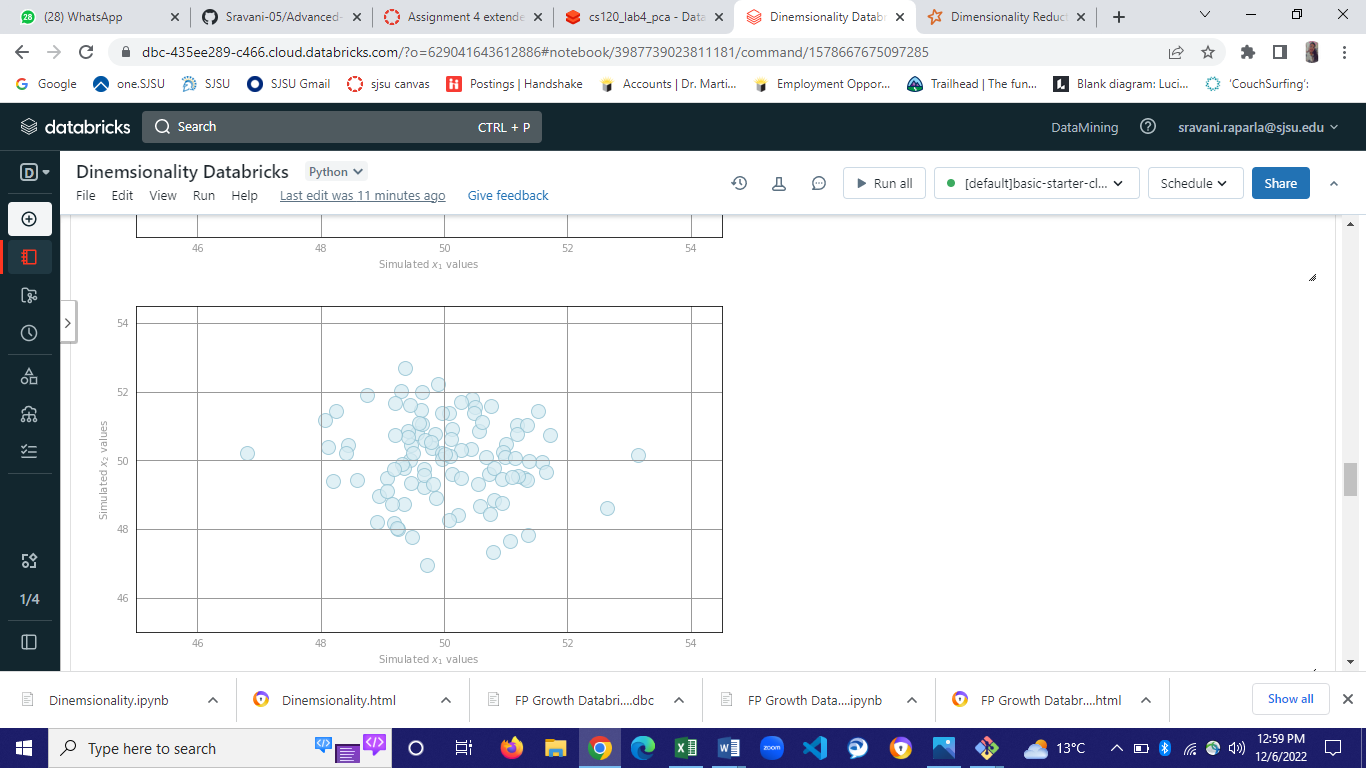 (28) WhatsApp
Sravani-05/Advanced-
Assignment 4 extende
cs120_lab4_pca - Data
Dinemsionality Datab
Dimensionality Reduct
dbc-435ee289-c466.cloud.databricks.com/?o=629041643612886#notebook/3987739023811181/command/1578667675097285
Google
one.SJSU
SJSU
SJSU Gmail
sjsu canvas
Postings | Handshake
Accounts | Dr. Marti...
Employment Oppor...
Trailhead | The fun...
Blank diagram: Luci...
'CouchSurfing':
databricks
Search
CTRL + P
DataMining
sravani.raparla@sjsu.edu
Dinemsionality Databricks
Python
File
Edit
View
Run
Help
Last edit was 11 minutes ago
Give feedback
Run all
[default]basic-starter-cl...
Schedule
Share
46
48
50
52
54
Simulated x₁ values
54
52
50
48
46
Simulated x₂ values
46
48
50
52
54
Simulated x₁ values
1/4
Dinemsionality.ipynb
Dinemsionality.html
FP Growth Databri....dbc
FP Growth Data....ipynb
FP Growth Databr....html
Show all
Type here to search
zoom
13°C
12:59 PM
12/6/2022